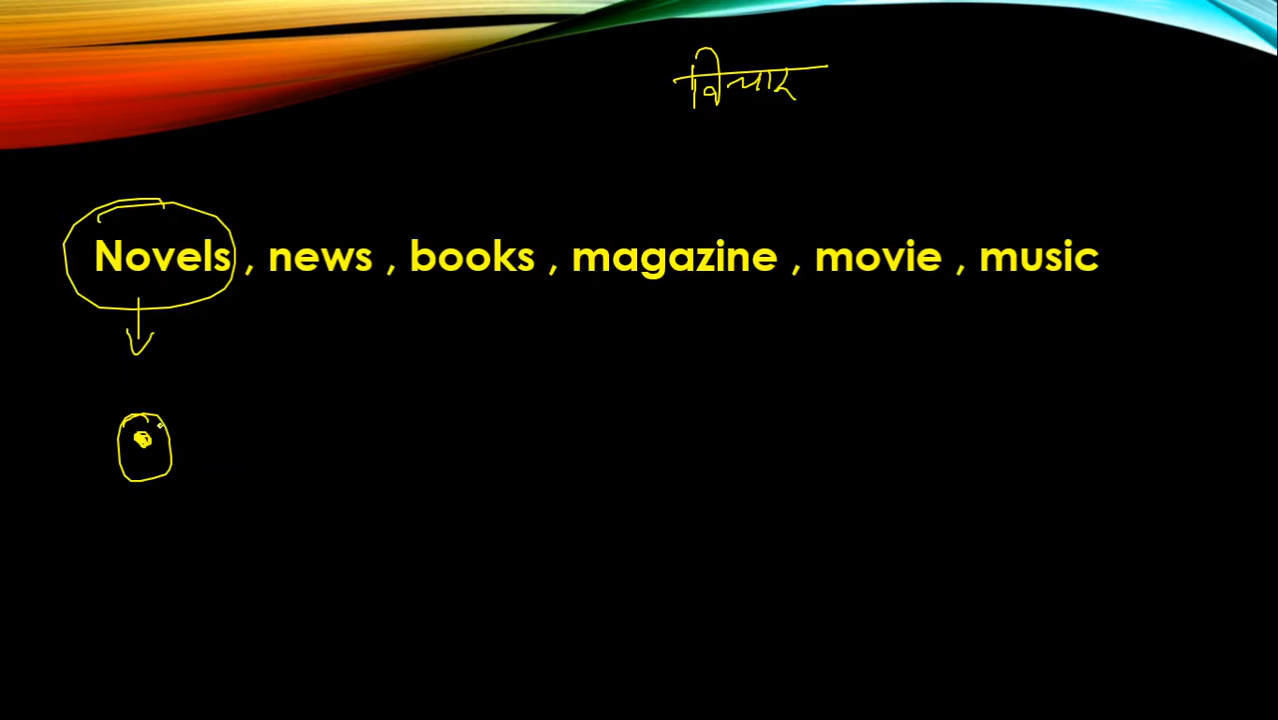 विचार
Novels , news , books , magazine , movie , music